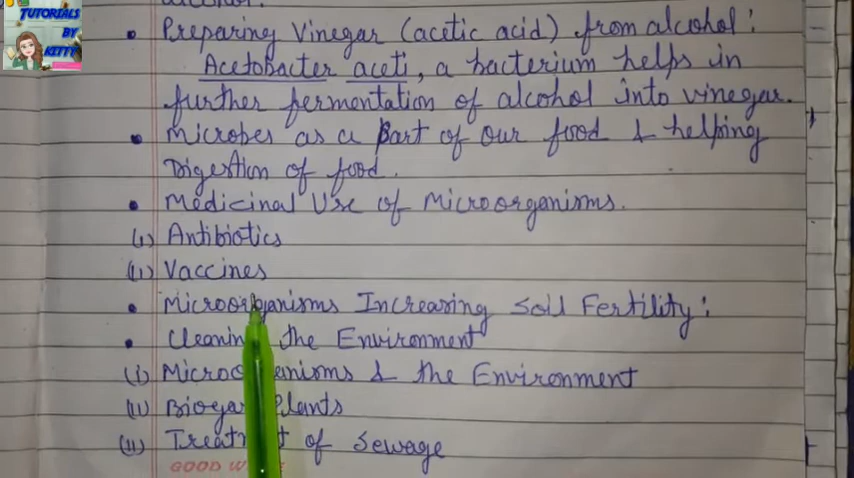 TUTORIALS
BY
KITTY
• Preparing Vinegar (acetic acid) from alcohol:
Acetobacter aceti, a bacterium helps in
further fermentation of alcohol into vinegar.
• Microbes as a part of our food & helping
Digestion of food.
• Medicinal Use of Microorganisms.
(i) Antibiotics
(ii) Vaccines
• Microorganisms Increasing Soil Fertility:
• Cleaning the Environment
(i) Microorganisms & the Environment
(ii) Biogas Plants
(iii) Treatment of Sewage
GOOD